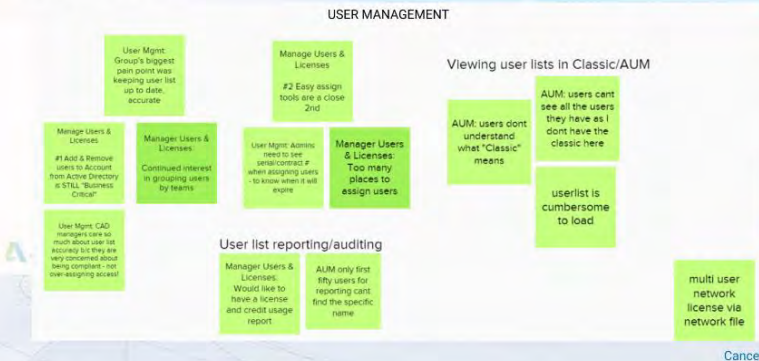 USER MANAGEMENT
User Mgmt:
Group's biggest
pain point was
keeping user list
up to date,
accurate
Manage Users &
Licenses
#1 Add & Remove
users to Account
from Active Directory
is STILL "Business
Critical"
Manager Users &
Licenses:
Continued interest
in grouping users
by teams
User Mgmt: CAD
managers care so
much about user list
accuracy b/c they are
very concerned about
being compliant - not
over-assigning access!
Manage Users &
Licenses
#2 Easy assign
tools are a close
2nd
User Mgmt: Admins
need to see
serial/contract #
when assigning users
- to know when it will
expire
Manager Users
& Licenses:
Too many
places to
assign users
User list reporting/auditing
Manager Users &
Licenses:
Would like to
have a license
and credit usage
report
AUM only first
fifty users for
reporting cant
find the specific
name
Viewing user lists in Classic/AUM
AUM: users dont
understand
what "Classic"
means
AUM: users cant
see all the users
they have as I
dont have the
classic here
userlist is
cumbersome
to load
multi user
network
license via
network file
Cance